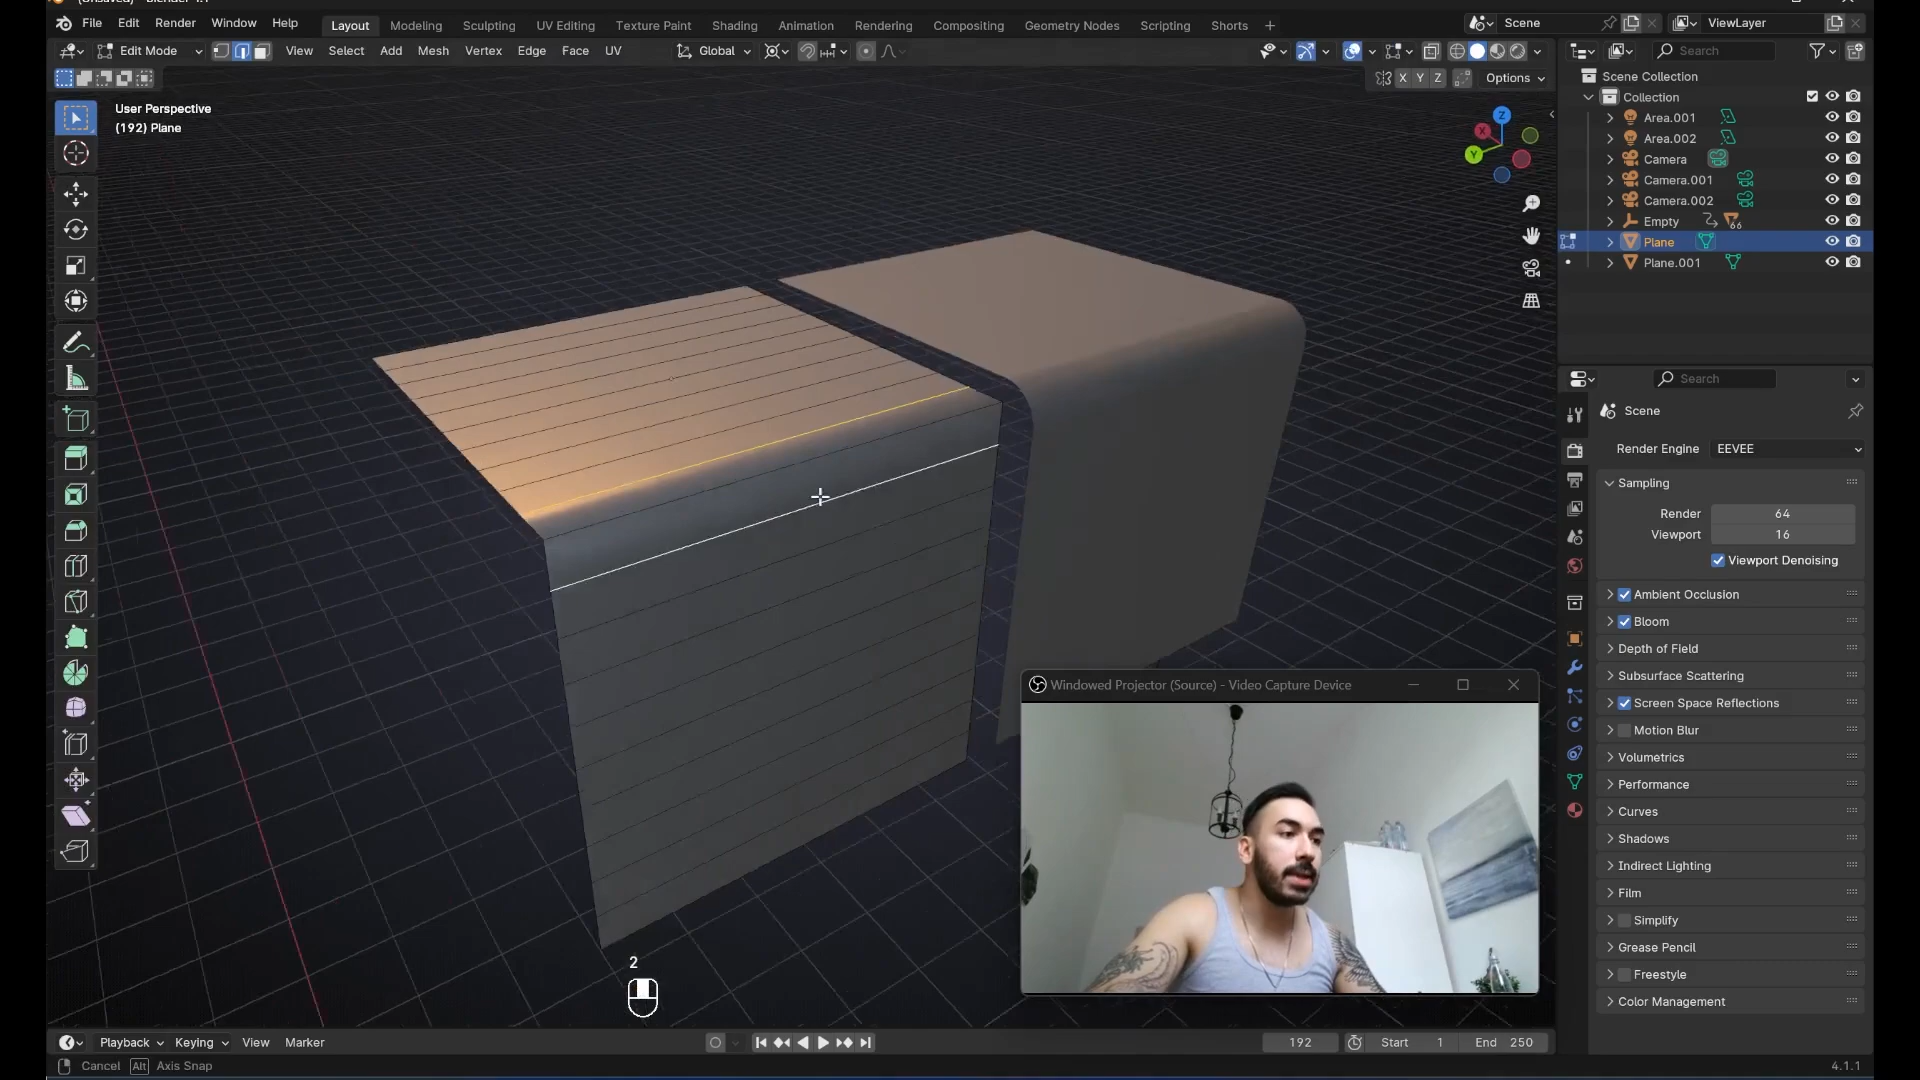 (Unsaved) - Blender 4.1
File Edit Render Window Help Layout Modeling Sculpting UV Editing Texture Paint Shading Animation Rendering Compositing Geometry Nodes Scripting Shorts + Scene ViewLayer
Edit Mode View Select Add Mesh Vertex Edge Face UV Global Search
X Y Z Options
User Perspective
(192) Plane
Z
X
Y
Scene Collection
Collection
Area.001
Area.002
Camera
Camera.001
Camera.002
Empty 66
Plane
Plane.001
Search
Scene
Render Engine EEVEE
Sampling
Render 64
Viewport 16
Viewport Denoising
Ambient Occlusion
Bloom
Depth of Field
Subsurface Scattering
Screen Space Reflections
Motion Blur
Volumetrics
Performance
Curves
Shadows
Indirect Lighting
Film
Simplify
Grease Pencil
Freestyle
Color Management
Windowed Projector (Source) - Video Capture Device
2
Playback Keying View Marker 192 Start 1 End 250
Cancel Alt Axis Snap 4.1.1